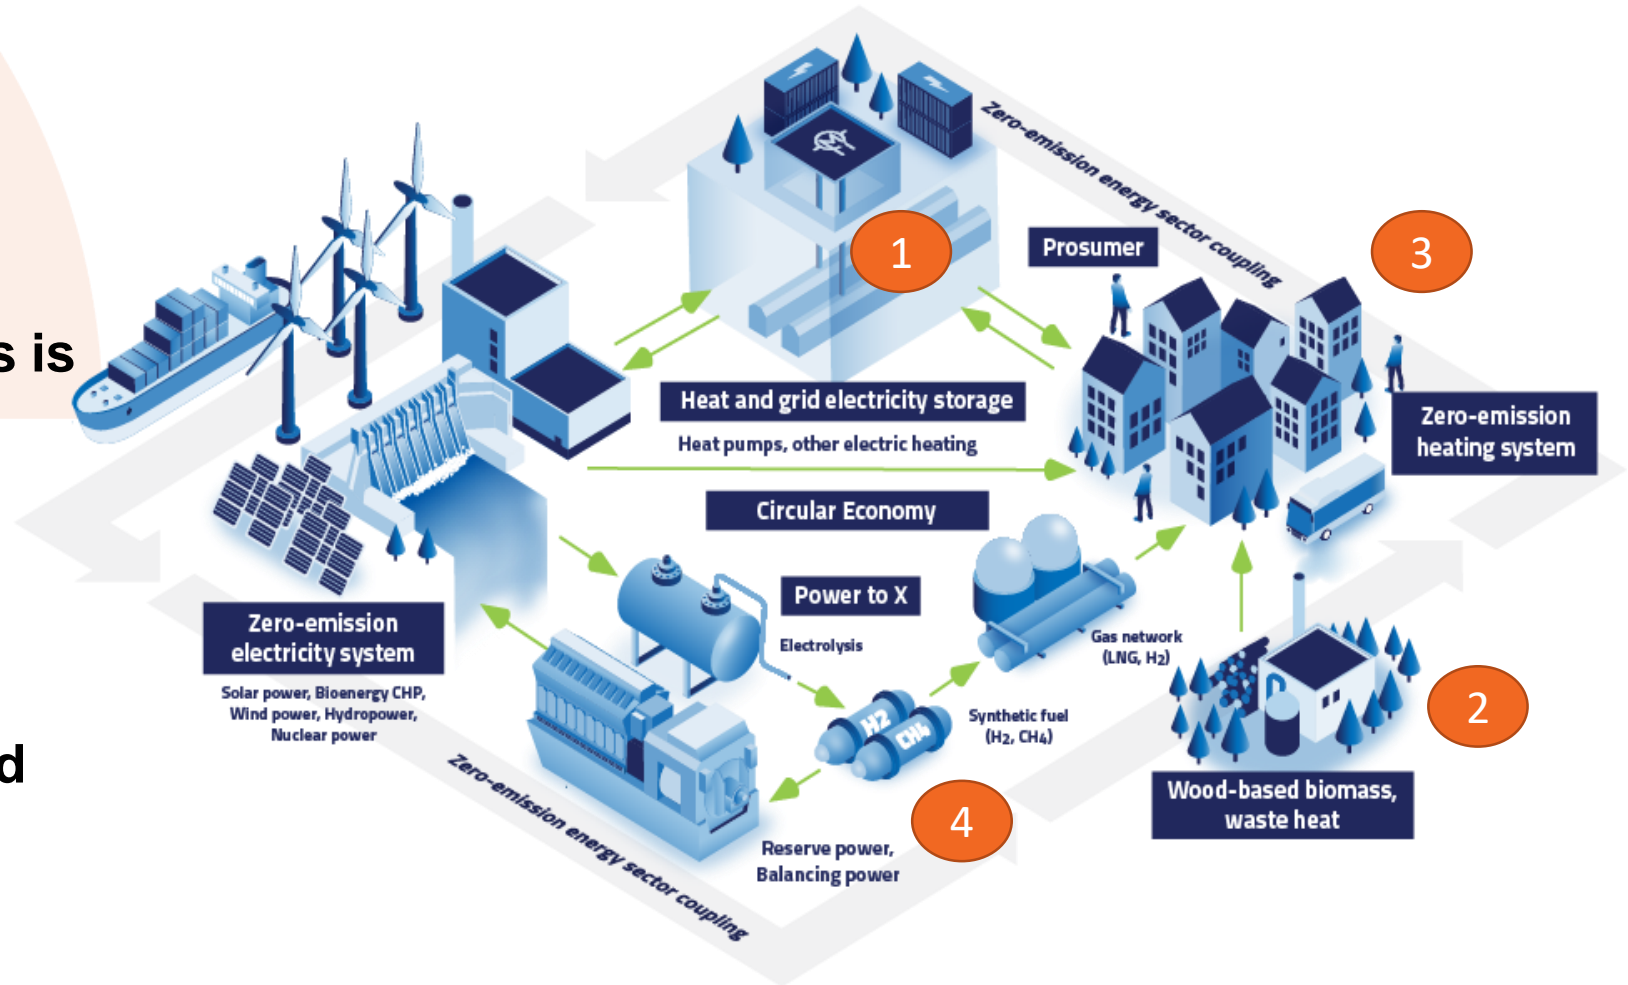 Zero-emission energy sector coupling
1
Prosumer
3
s is
Heat and grid electricity storage
Heat pumps, other electric heating
Zero-emission
heating system
Circular Economy
Power to X
Electrolysis
Zero-emission
electricity system
Solar power, Bioenergy CHP,
Wind power, Hydropower,
Nuclear power
Gas network
(LNG, H2)
H2
CH4
Synthetic fuel
(H2, CH4)
2
d
Wood-based biomass,
waste heat
4
Reserve power,
Balancing power
Zero-emission energy sector coupling